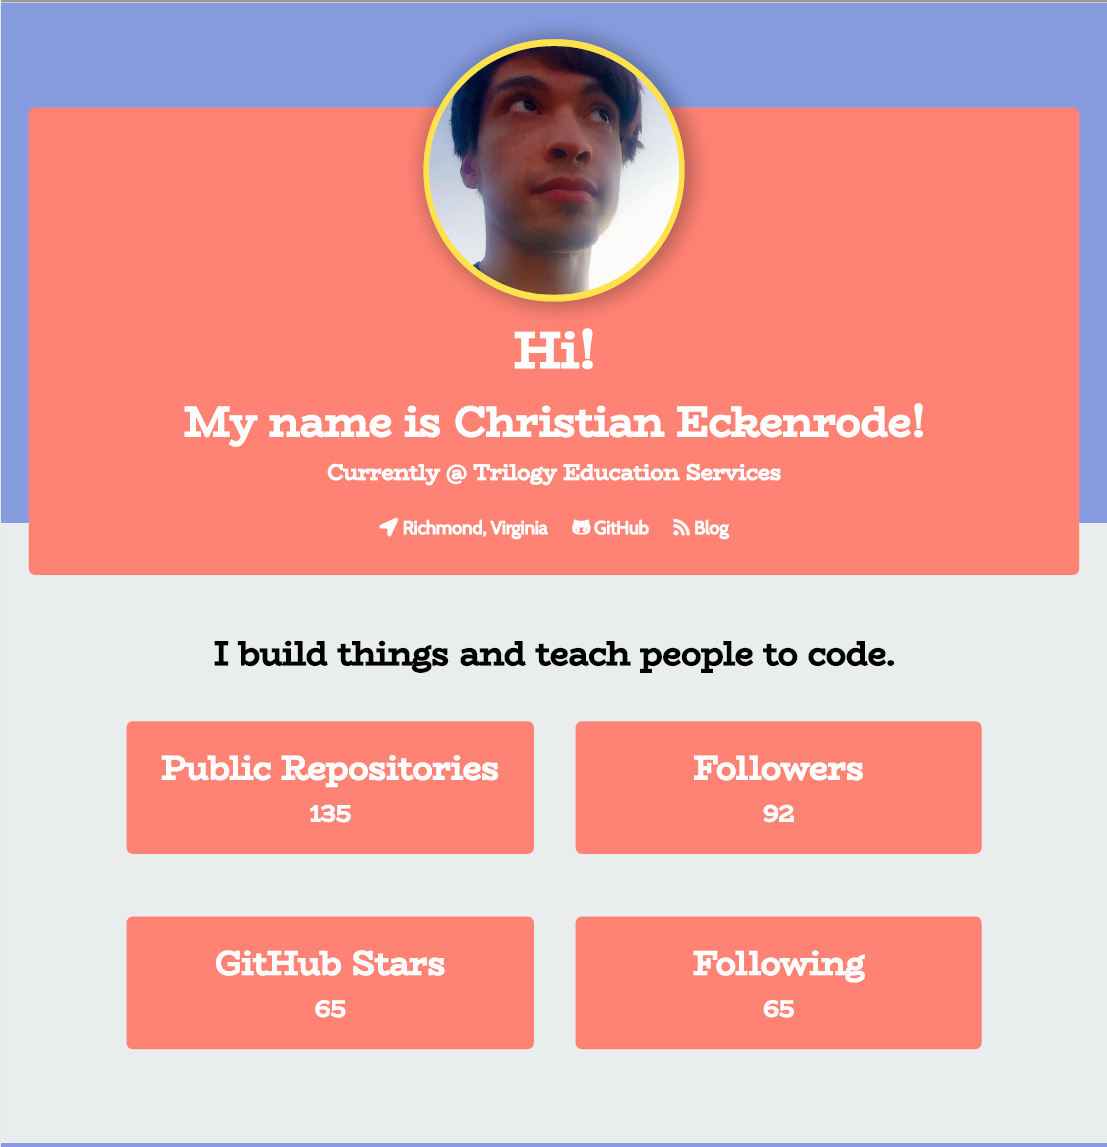 Hi!
My name is Christian Eckenrode!
Currently @ Trilogy Education Services
Richmond, Virginia GitHub Blog
I build things and teach people to code.
Public Repositories
135
Followers
92
GitHub Stars
65
Following
65